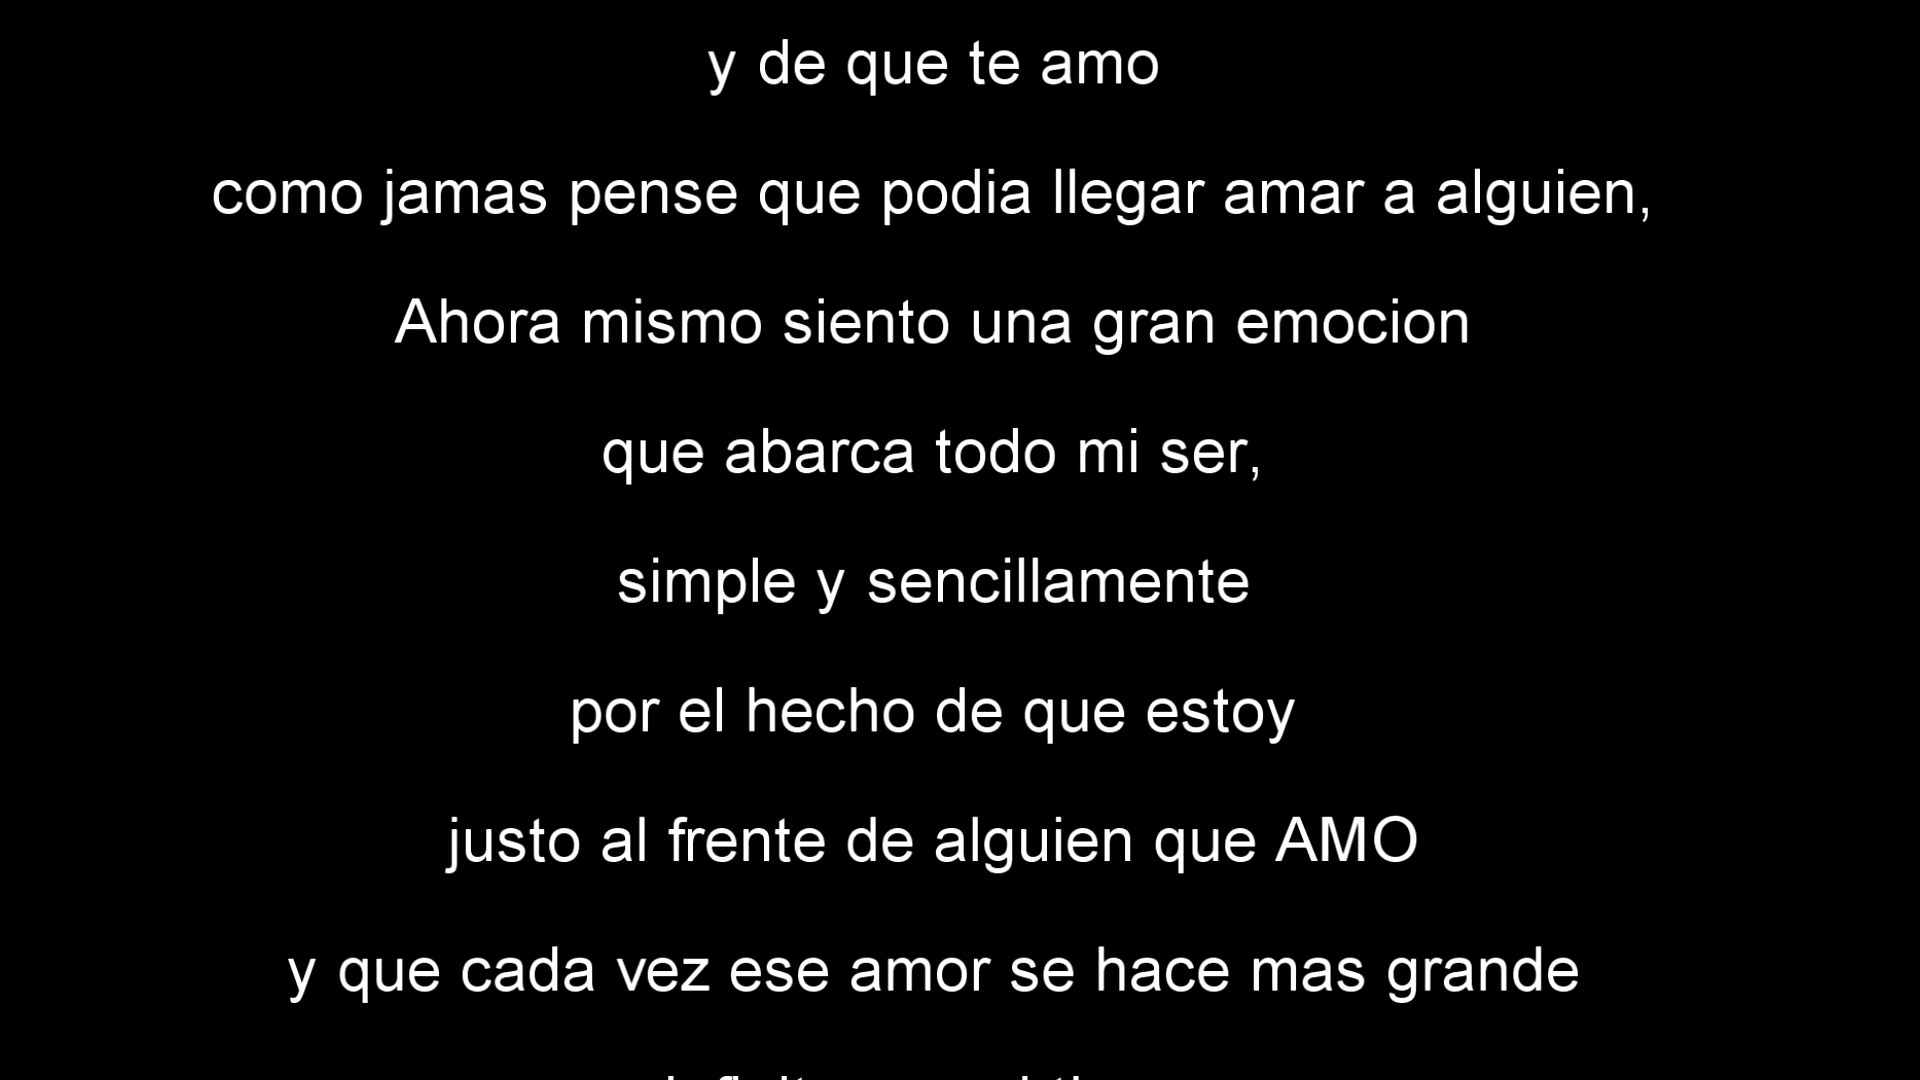 y de que te amo
como jamas pense que podia llegar amar a alguien,
Ahora mismo siento una gran emocion
que abarca todo mi ser,
simple y sencillamente
por el hecho de que estoy
justo al frente de alguien que AMO
y que cada vez ese amor se hace mas grande